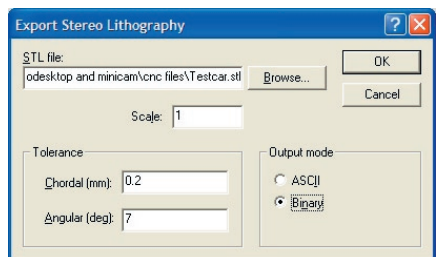 Export Stereo Lithography
STL file:
odesktop and minicam\cnc files\Testcar.stl
Browse...
OK
Cancel
Scale: 1
Tolerance
Chordal (mm): 0.2
Angular (deg): 7
Output mode
ASCII
Binary